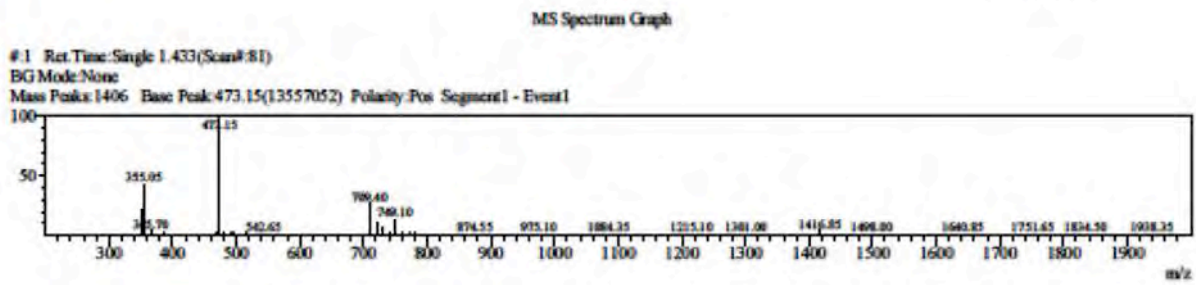 MS Spectrum Graph
#:1 Ret.Time:Single 1.433(Scan#:81)
BG Mode:None
Mass Peaks:1406 Base Peak:473.15(13557052) Polarity:Pos Segment1 - Event1
100
473.15
50
355.05
709.40
749.10
542.65 874.55 975.10 1084.35 1215.10 1301.00 1416.85 1498.00 1640.85 1751.65 1834.50 1938.35
300 400 500 600 700 800 900 1000 1100 1200 1300 1400 1500 1600 1700 1800 1900
m/z